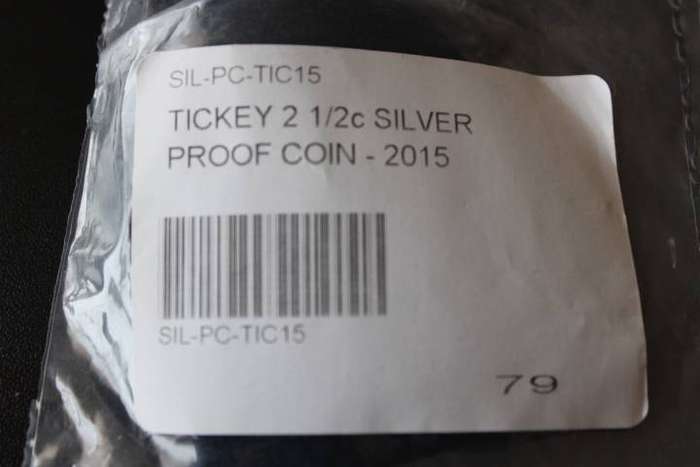 SIL-PC-TIC15
TICKEY 2 1/2c SILVER
PROOF COIN - 2015
SIL-PC-TIC15
79